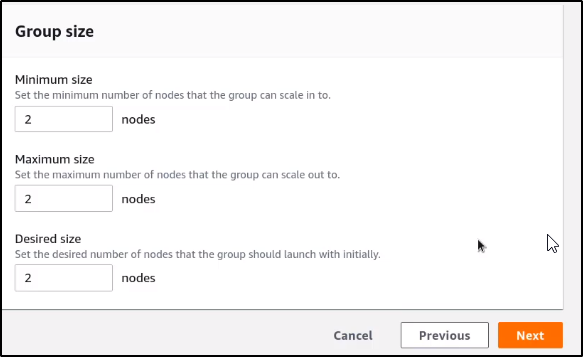 Group size
Minimum size
Set the minimum number of nodes that the group can scale in to.
2 nodes
Maximum size
Set the maximum number of nodes that the group can scale out to.
2 nodes
Desired size
Set the desired number of nodes that the group should launch with initially.
2 nodes
Cancel Previous Next